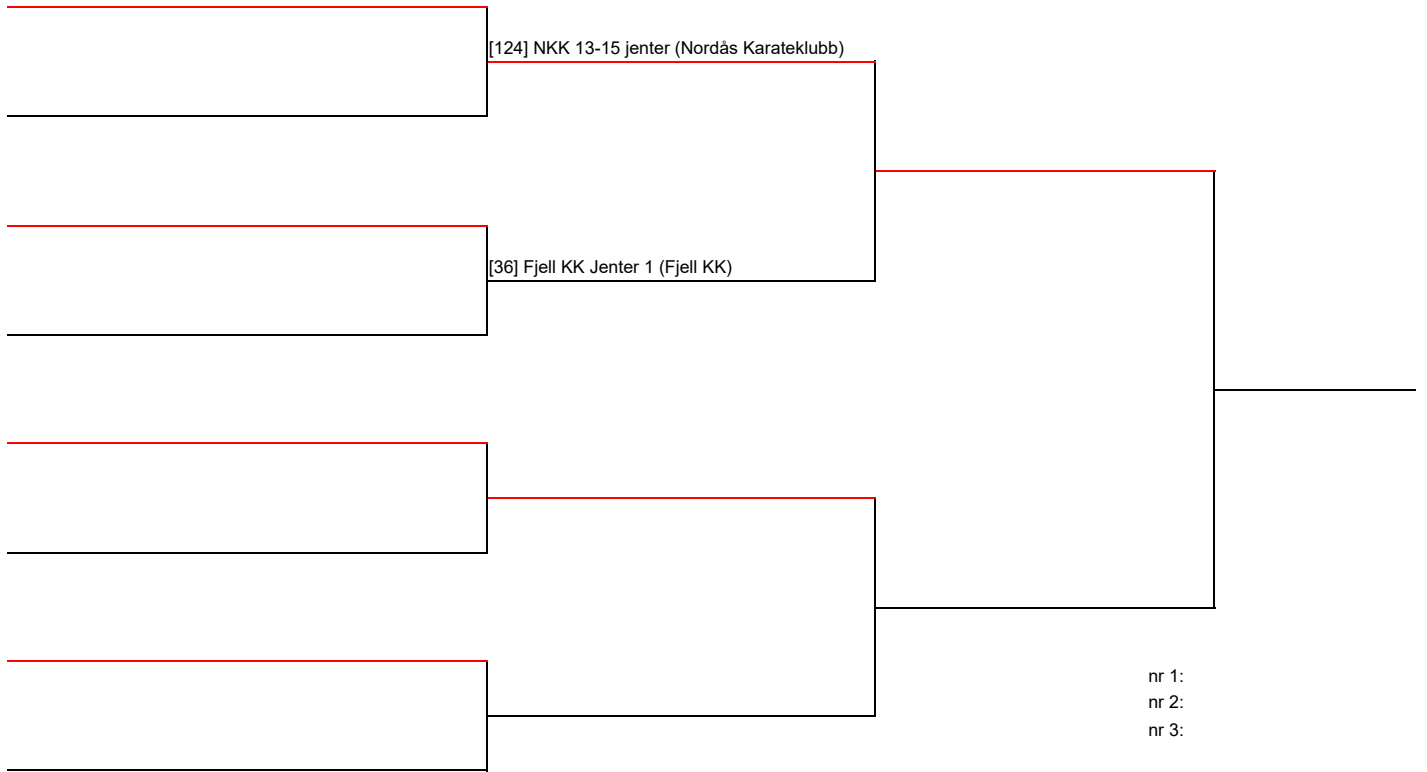 [124] NKK 13-15 jenter (Nordås Karateklubb)
[36] Fjell KK Jenter 1 (Fjell KK)
nr 1:
nr 2:
nr 3: